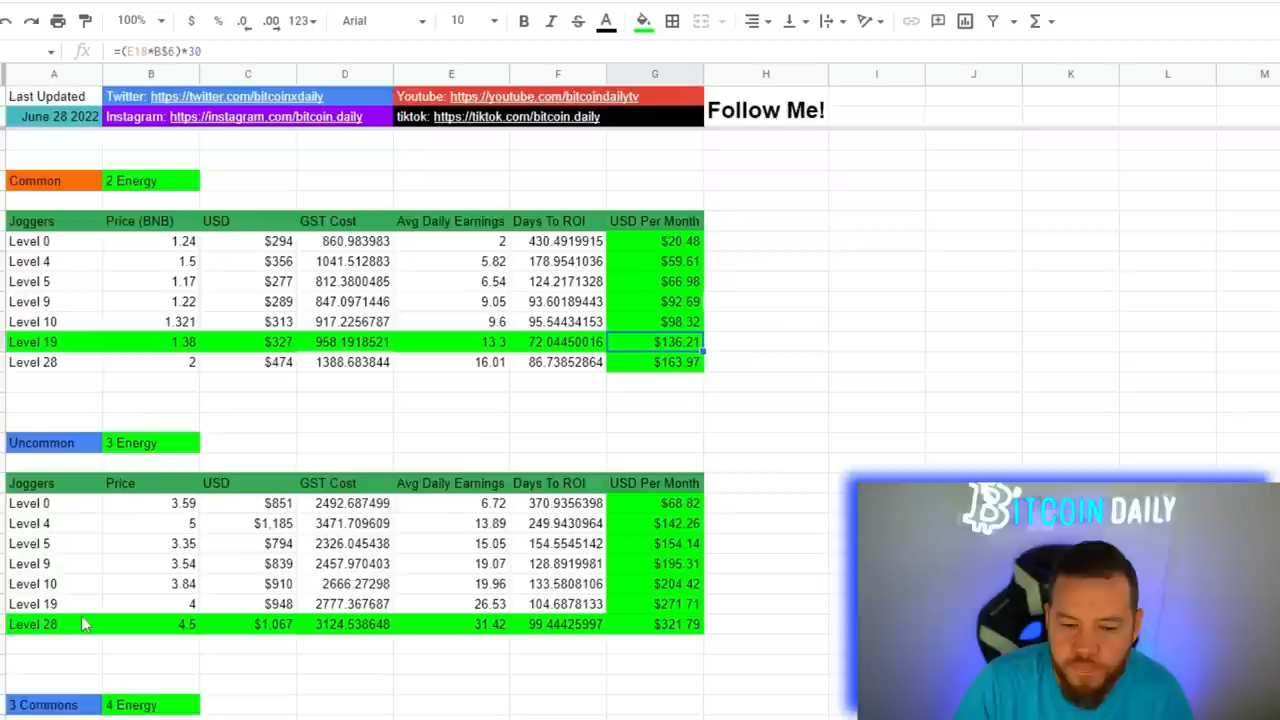 100% $ % .0 .00 123 Arial 10 B I S A
fx =(E18*B$6)*30
A B C D E F G H I J K L M
Last Updated Twitter: https://twitter.com/bitcoinxdaily Youtube: https://youtube.com/bitcoindailytv
Follow Me!
June 28 2022 Instagram: https://instagram.com/bitcoin.daily tiktok: https://tiktok.com/bitcoin.daily
Common 2 Energy
Joggers Price (BNB) USD GST Cost Avg Daily Earnings Days To ROI USD Per Month
Level 0 1.24 $294 860.983983 2 430.4919915 $20.48
Level 4 1.5 $356 1041.512883 5.82 178.9541036 $59.61
Level 5 1.17 $277 812.3800485 6.54 124.2171328 $66.98
Level 9 1.22 $289 847.0971446 9.05 93.60189443 $92.69
Level 10 1.321 $313 917.2256787 9.6 95.54434153 $98.32
Level 19 1.38 $327 958.1918521 13.3 72.04450016 $136.21
Level 28 2 $474 1388.683844 16.01 86.73852864 $163.97
Uncommon 3 Energy
Joggers Price USD GST Cost Avg Daily Earnings Days To ROI USD Per Month
Level 0 3.59 $851 2492.687499 6.72 370.9356398 $68.82
Level 4 5 $1,185 3471.709609 13.89 249.9430964 $142.26
Level 5 3.35 $794 2326.045438 15.05 154.5545142 $154.14
Level 9 3.54 $839 2457.970403 19.07 128.8919981 $195.31
Level 10 3.84 $910 2666.27298 19.96 133.5808106 $204.42
Level 19 4 $948 2777.367687 26.53 104.6878133 $271.71
Level 28 4.5 $1,067 3124.538648 31.42 99.44425997 $321.79
3 Commons 4 Energy
BITCOIN DAILY